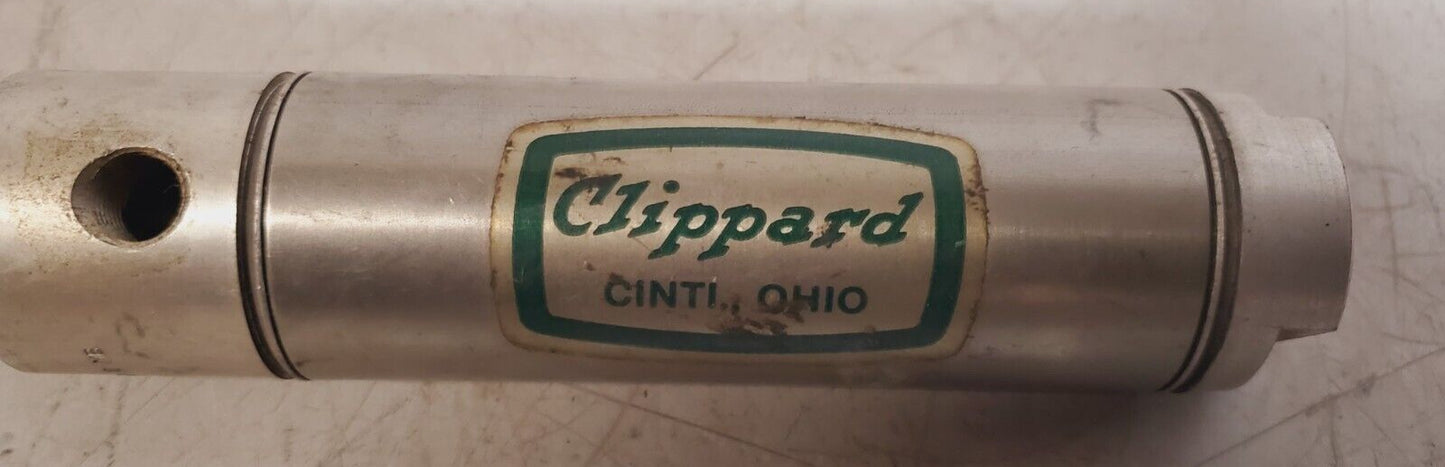 Clippard
CINTI., OHIO